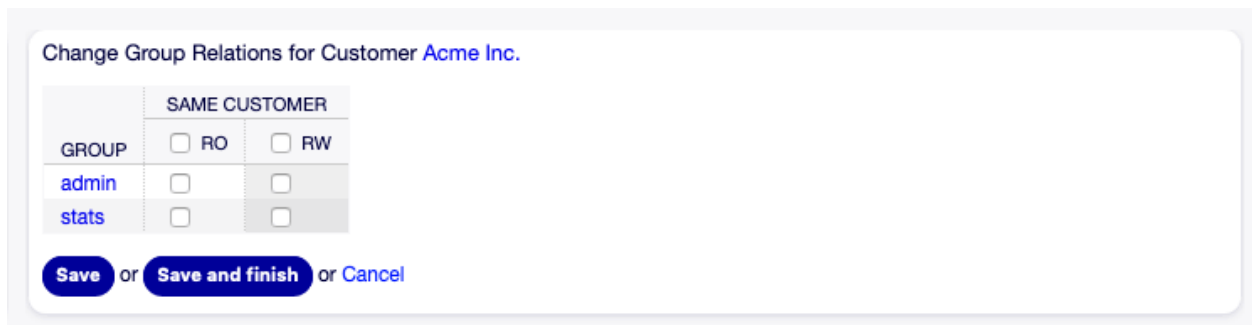 Change Group Relations for Customer Acme Inc.
SAME CUSTOMER
GROUP RO RW
admin
stats
Save or Save and finish or Cancel